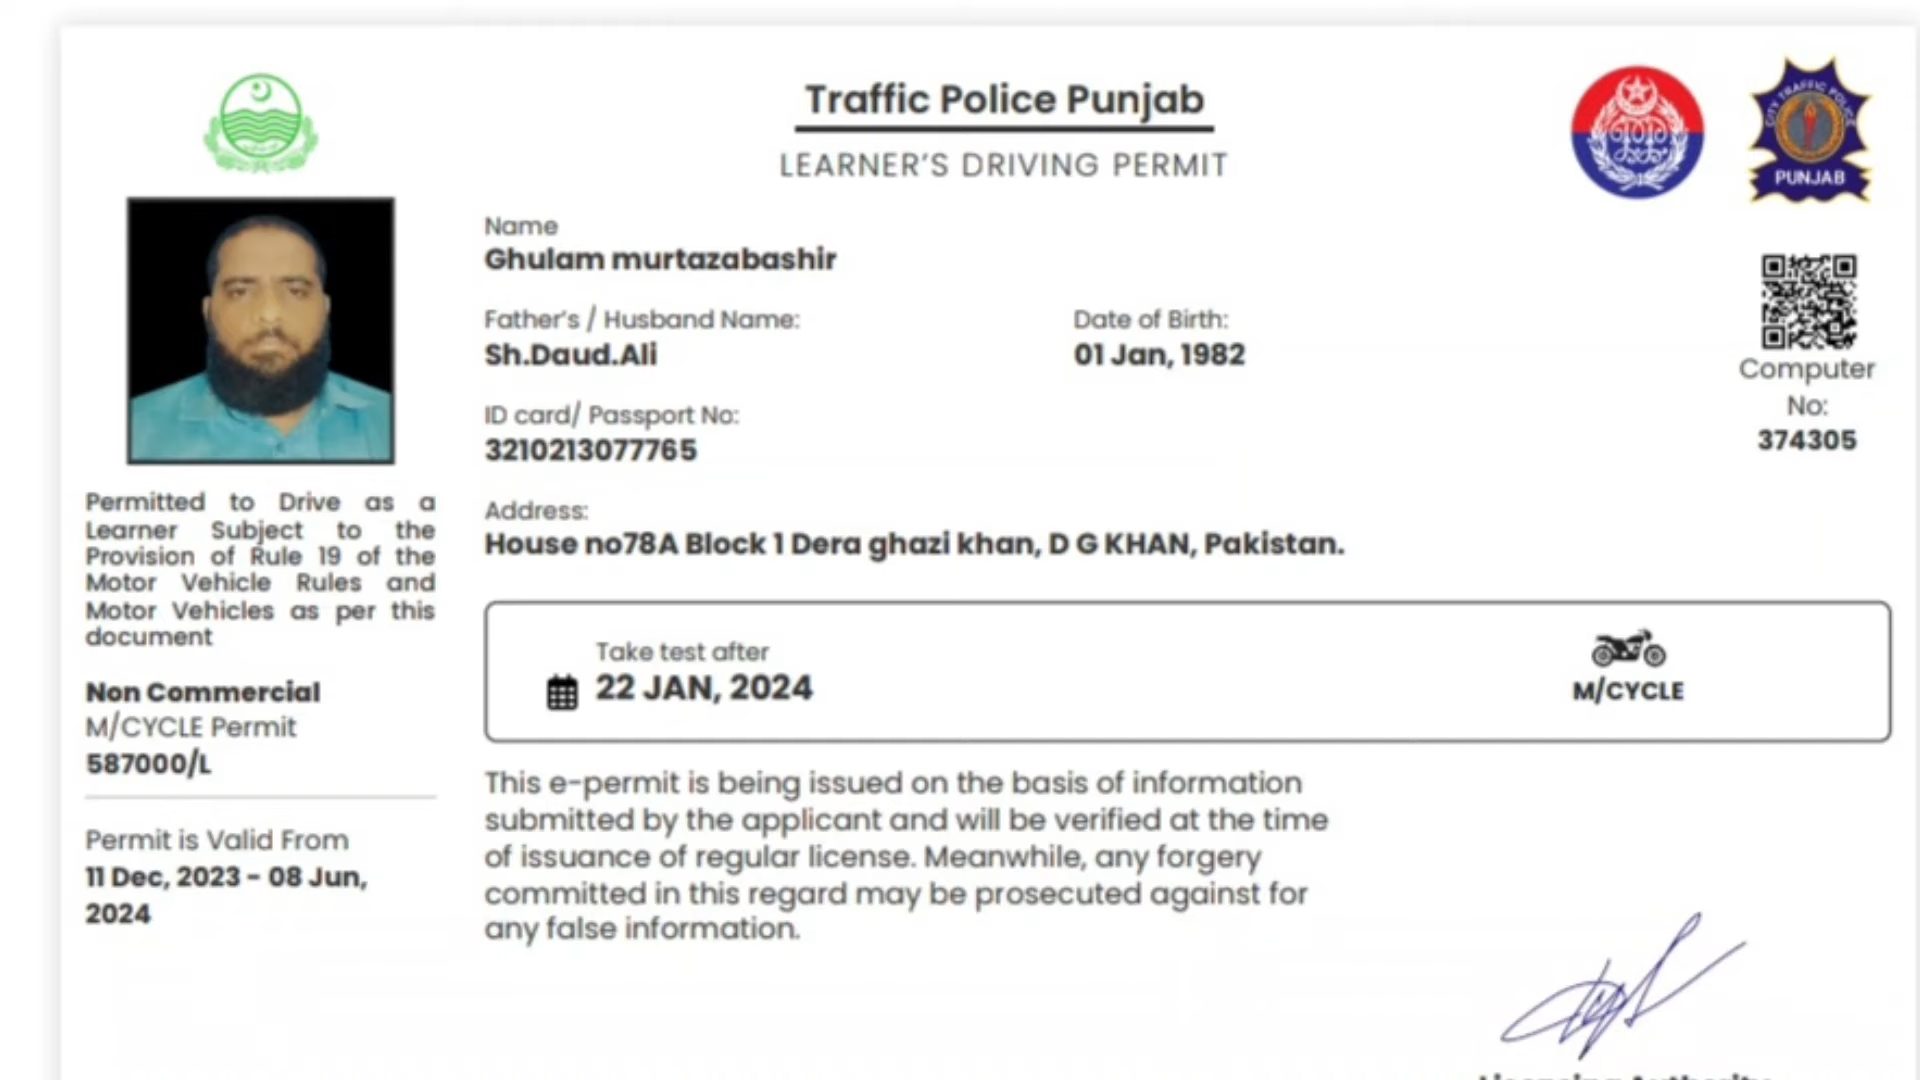 Traffic Police Punjab
LEARNER'S DRIVING PERMIT
CITY TRAFFIC POLICE
PUNJAB
Name
Ghulam murtazabashir
Father's / Husband Name:
Sh.Daud.Ali
Date of Birth:
01 Jan, 1982
ID card/ Passport No:
3210213077765
Computer
No:
374305
Address:
House no78A Block 1 Dera ghazi khan, D G KHAN, Pakistan.
Permitted to Drive as a
Learner Subject to the
Provision of Rule 19 of the
Motor Vehicle Rules and
Motor Vehicles as per this
document
Non Commercial
M/CYCLE Permit
587000/L
Permit is Valid From
11 Dec, 2023 - 08 Jun,
2024
Take test after
22 JAN, 2024
M/CYCLE
This e-permit is being issued on the basis of information
submitted by the applicant and will be verified at the time
of issuance of regular license. Meanwhile, any forgery
committed in this regard may be prosecuted against for
any false information.
Licensing Authority